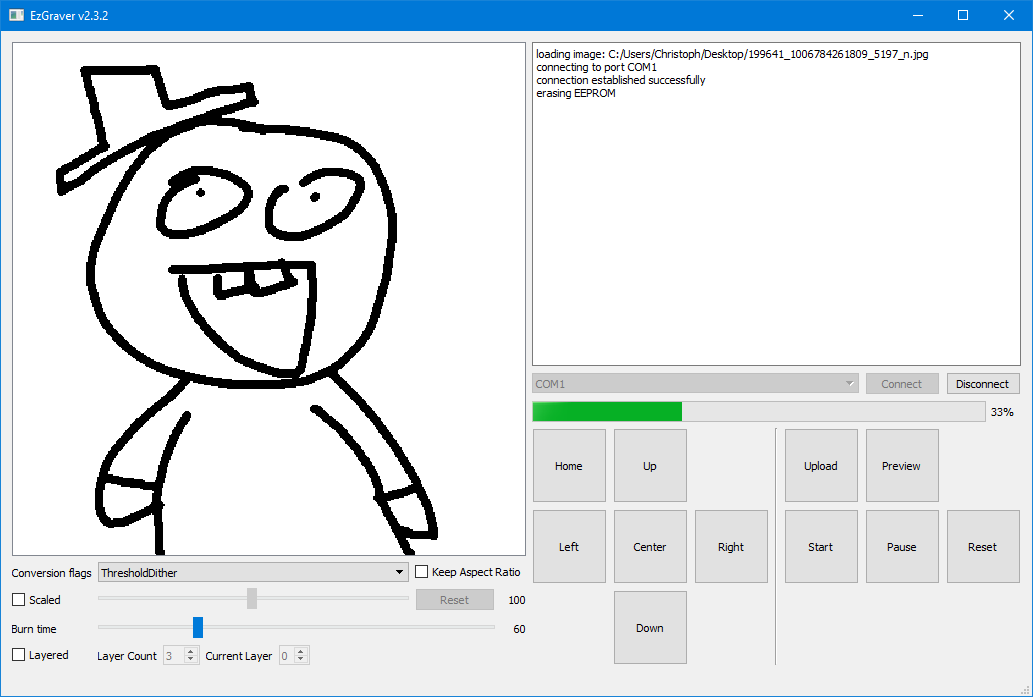 EzGraver v2.3.2
loading image: C:/Users/Christoph/Desktop/199641_1006784261809_5197_n.jpg
connecting to port COM1
connection established successfully
erasing EEPROM
COM1 Connect Disconnect
33%
Home Up Upload Preview
Left Center Right Start Pause Reset
Down
Conversion flags ThresholdDither Keep Aspect Ratio
Scaled Reset 100
Burn time 60
Layered Layer Count 3 Current Layer 0